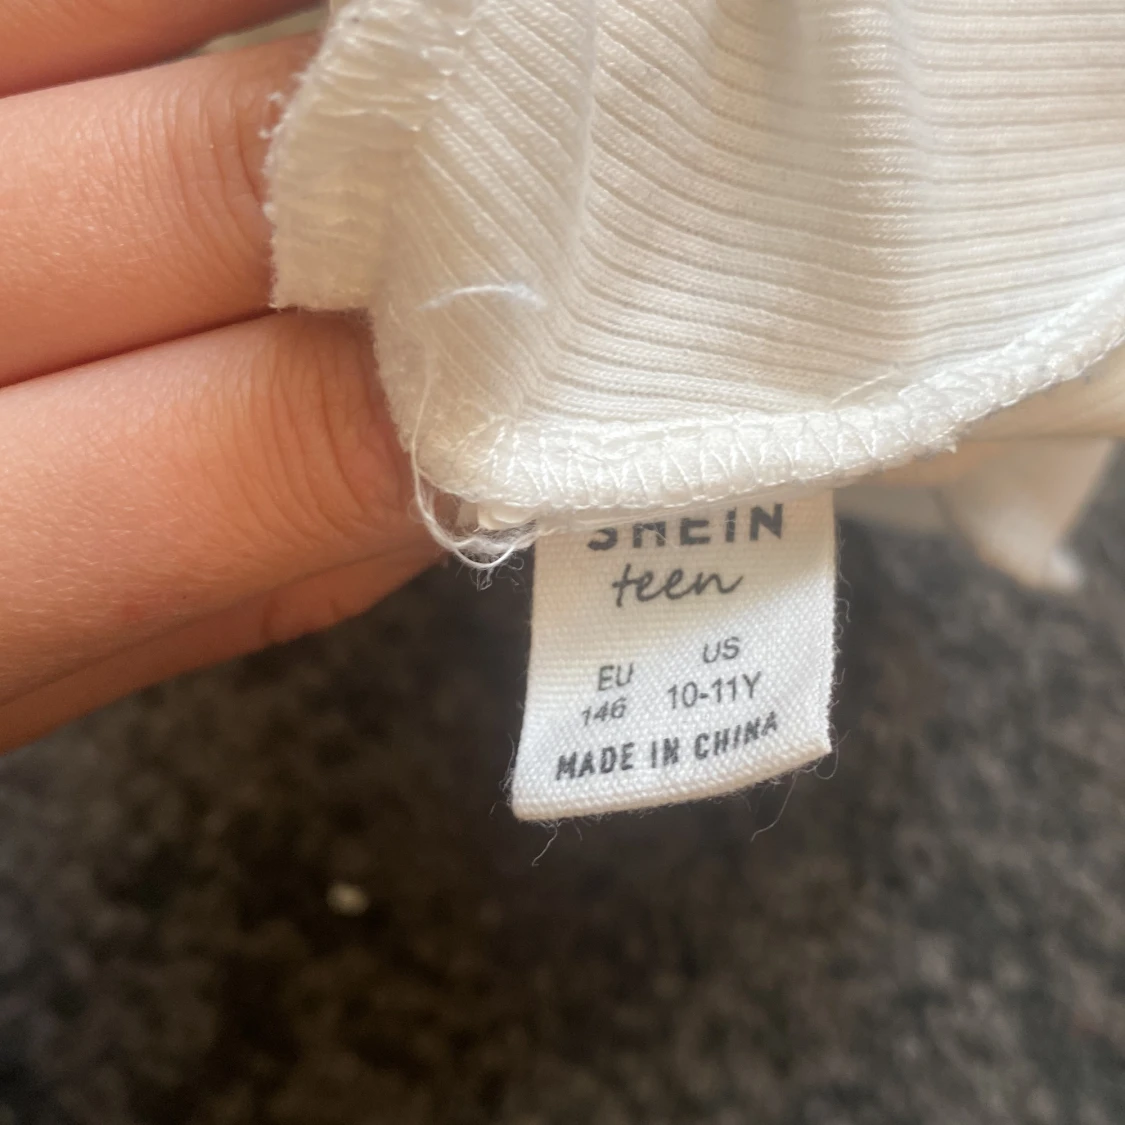 SHEIN
teen
EU US
146 10-11Y
MADE IN CHINA